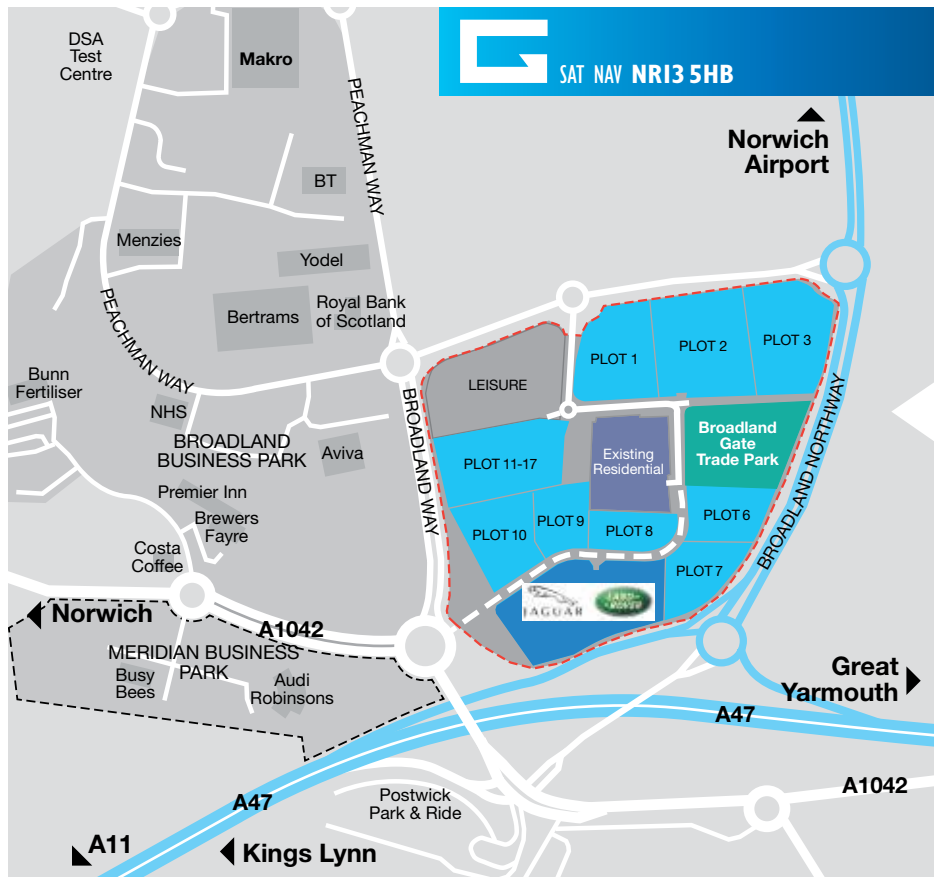 SAT NAV NR13 5HB
DSA
Test
Centre
Makro
PEACHMAN WAY
Norwich
Airport
BT
Menzies
Yodel
Bertrams
Royal Bank
of Scotland
PEACHMAN WAY
PLOT 1
PLOT 2
PLOT 3
LEISURE
Bunn
Fertiliser
NHS
BROADLAND
BUSINESS PARK
Aviva
BROADLAND WAY
PLOT 11-17
Existing
Residential
Broadland
Gate
Trade Park
BROADLAND NORTHWAY
Premier Inn
Brewers
Fayre
Costa
Coffee
PLOT 10
PLOT 9
PLOT 8
PLOT 6
PLOT 7
JAGUAR
LAND-
ROVER
Norwich
A1042
MERIDIAN BUSINESS
PARK
Busy
Bees
Audi
Robinsons
Great
Yarmouth
A47
A47
A1042
Postwick
Park & Ride
A11
Kings Lynn